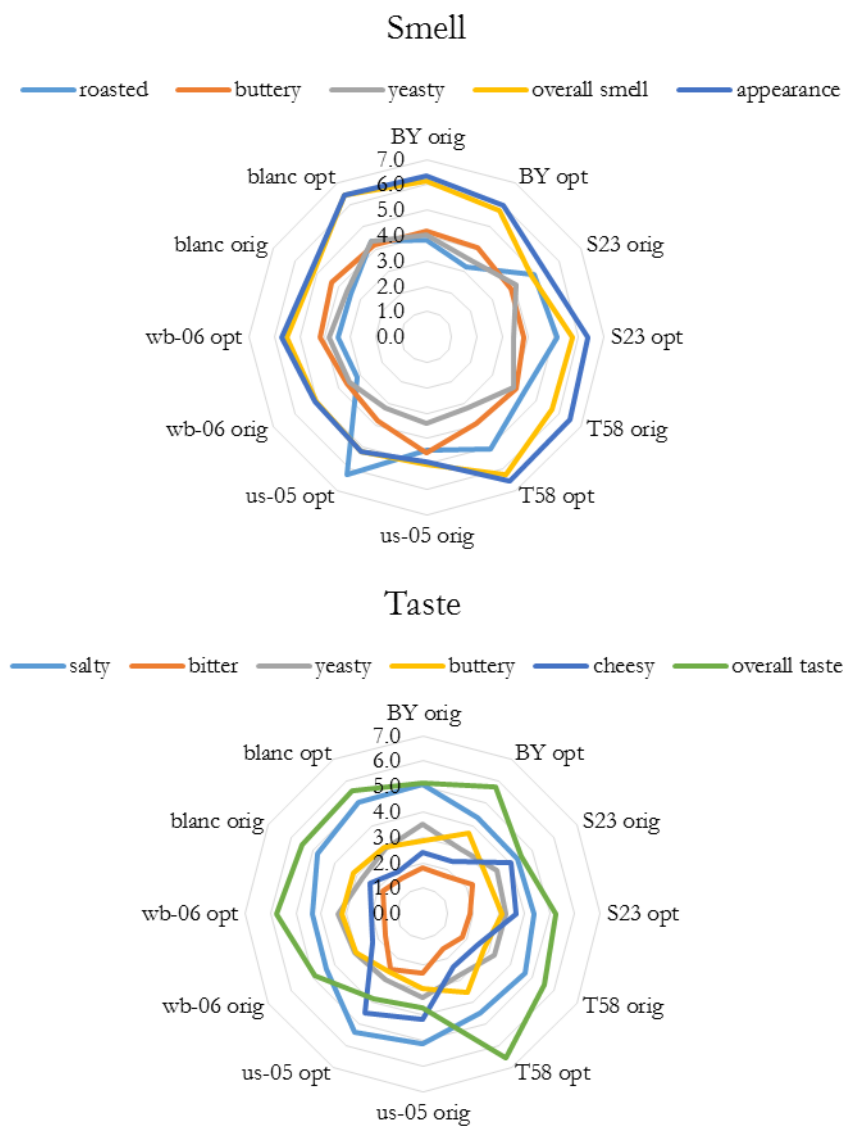 Smell
roasted buttery yeasty overall smell appearance
BY orig
7.0
blanc opt 6.0 BY opt
5.0
blanc orig 4.0 S23 orig
3.0
2.0
1.0
wb-06 opt 0.0 S23 opt
wb-06 orig T58 orig
us-05 opt T58 opt
us-05 orig
Taste
salty bitter yeasty buttery cheesy overall taste
BY orig
7.0
blanc opt 6.0 BY opt
5.0
blanc orig 4.0 S23 orig
3.0
2.0
1.0
wb-06 opt 0.0 S23 opt
wb-06 orig T58 orig
us-05 opt T58 opt
us-05 orig